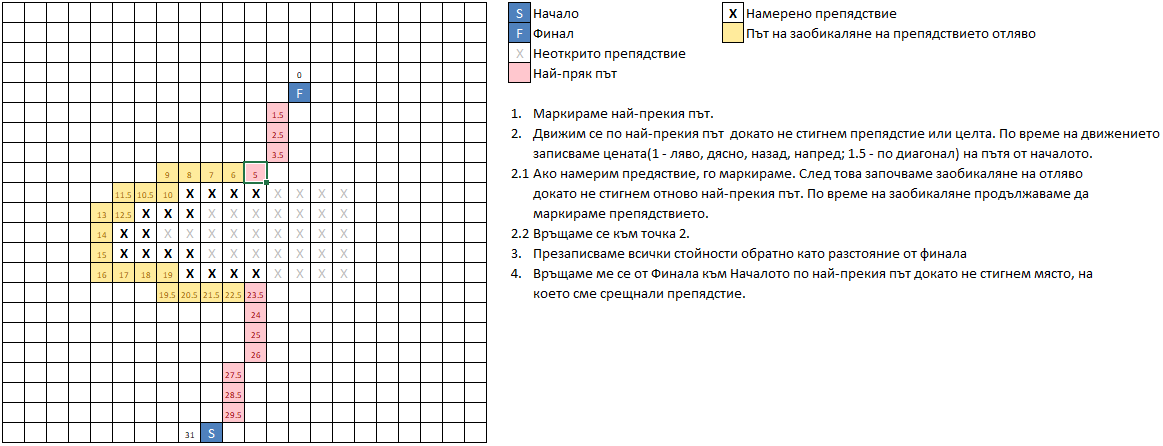 S Начало X Намерено препядствие
F Финал Път на заобикаляне на препядствието отляво
X Неоткрито препядствие
Най-пряк път
0
F
1.5
2.5
3.5
9 8 7 6 5
11.5 10.5 10 X X X X X X X X
13 12.5 X X X X X X X X X X
14 X X X X X X X X X X X
15 X X X X X X X X X X X
16 17 18 19 X X X X X X X X
19.5 20.5 21.5 22.5 23.5
24
25
26
27.5
28.5
29.5
31 S
1. Маркираме най-прекия път.
2. Движим се по най-прекия път докато не стигнем препядстие или целта. По време на движението
записваме цената(1 - ляво, дясно, назад, напред; 1.5 - по диагонал) на пътя от началото.
2.1 Ако намерим предяствие, го маркираме. След това започваме заобикаляне на отляво
докато не стигнем отново най-прекия път. По време на заобикаляне продължаваме да
маркираме препядствието.
2.2 Връщаме се към точка 2.
3. Презаписваме всички стойности обратно като разстояние от финала
4. Връщаме ме се от Финала към Началото по най-прекия път докато не стигнем място, на
което сме срещнали препядстие.